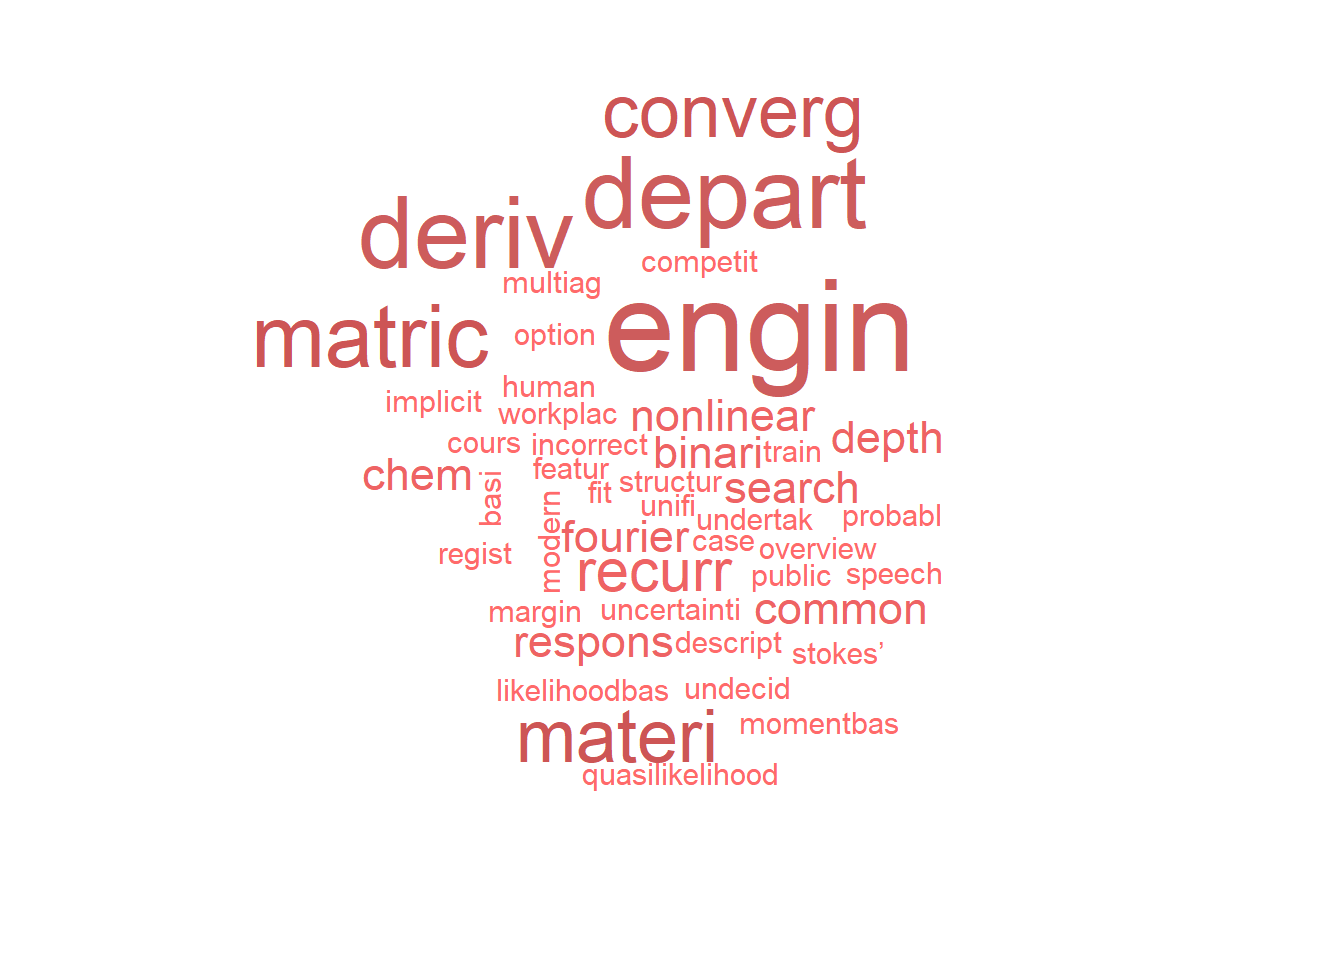 converg
depart
deriv
competit
multiag
engin
matric
option
human
implicit
workplac
nonlinear
depth
cours
incorrect
binari
train
chem
basi
featur
structur
search
fit
unifi
modern
undertak
probabl
fourier
case
overview
regist
recurr
public
speech
margin
uncertainti
common
respons
descript
stokes’
likelihoodbas
undecid
materi
momentbas
quasilikelihood